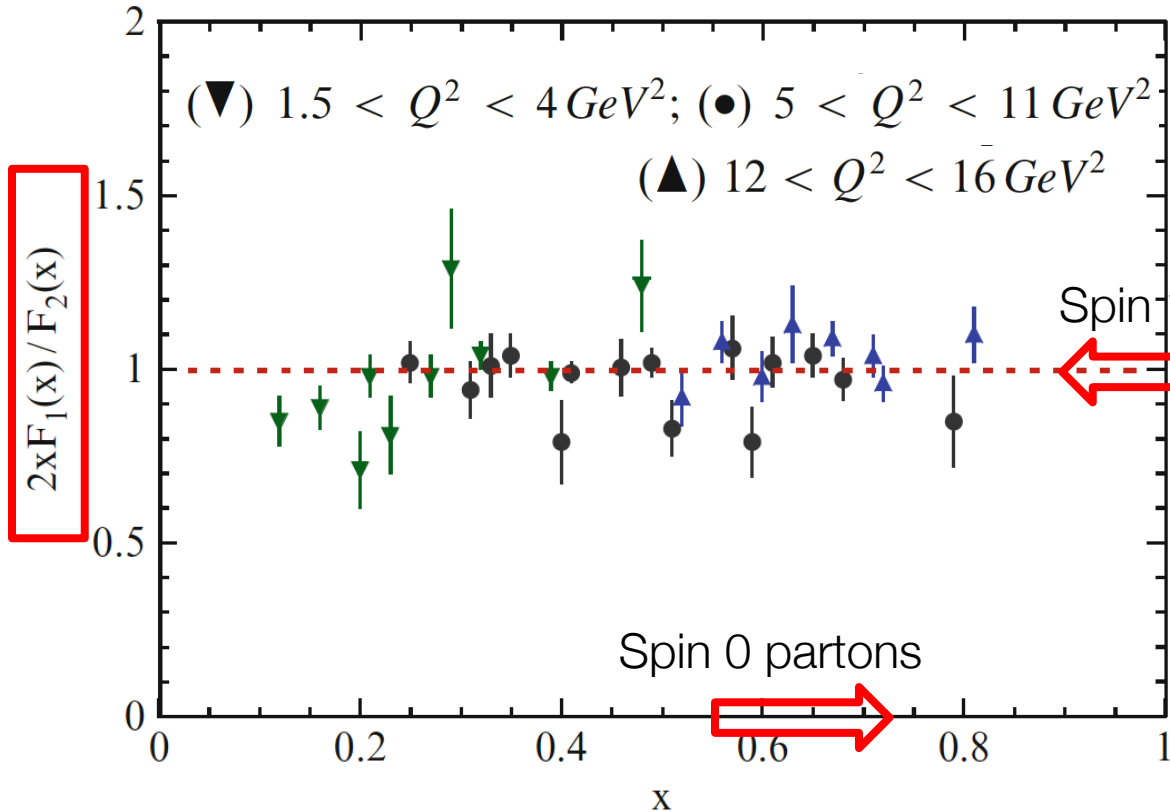 2
(▼) 1.5 < Q² < 4 GeV²; (●) 5 < Q² < 11 GeV²
(▲) 12 < Q² < 16 GeV²
1.5
2xF₁(x) / F₂(x)
Spin
1
0.5
Spin 0 partons
0
0 0.2 0.4 0.6 0.8 1
x